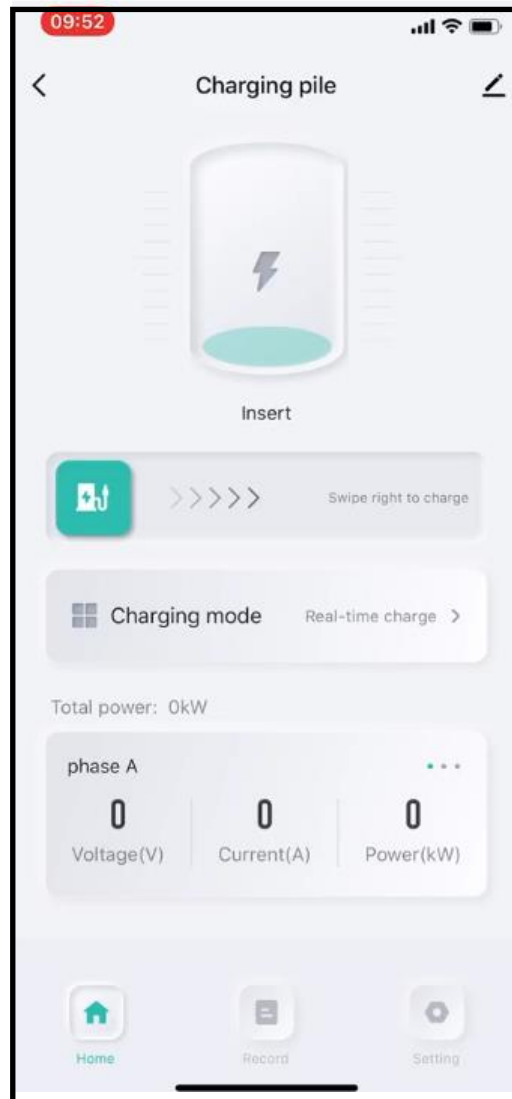 09:52
Charging pile
Insert
>>>>> Swipe right to charge
Charging mode Real-time charge >
Total power: 0kW
phase A
0 0 0
Voltage(V) Current(A) Power(kW)
Home Record Setting